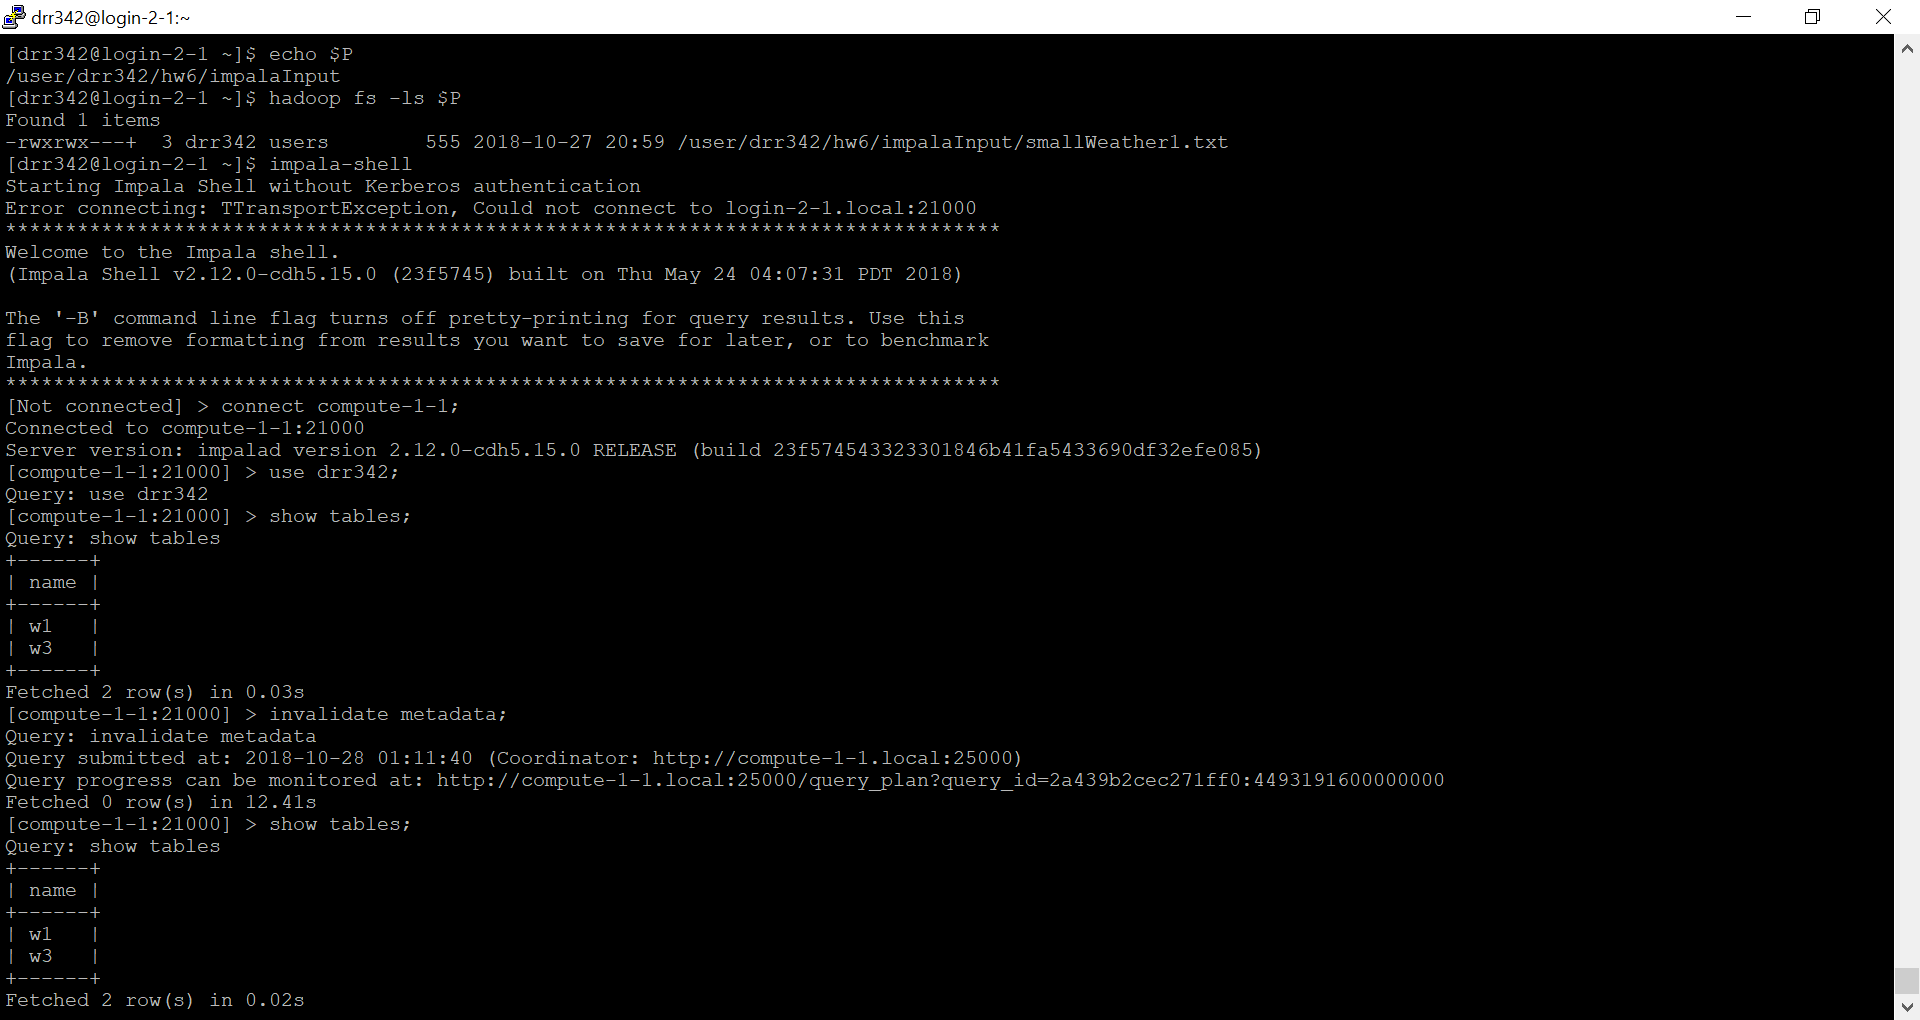 drr342@login-2-1:~
[drr342@login-2-1 ~]$ echo $P
/user/drr342/hw6/impalaInput
[drr342@login-2-1 ~]$ hadoop fs -ls $P
Found 1 items
-rwxrwx---+  3 drr342 users        555 2018-10-27 20:59 /user/drr342/hw6/impalaInput/smallWeather1.txt
[drr342@login-2-1 ~]$ impala-shell
Starting Impala Shell without Kerberos authentication
Error connecting: TTransportException, Could not connect to login-2-1.local:21000
***********************************************************************************
Welcome to the Impala shell.
(Impala Shell v2.12.0-cdh5.15.0 (23f5745) built on Thu May 24 04:07:31 PDT 2018)
The '-B' command line flag turns off pretty-printing for query results. Use this
flag to remove formatting from results you want to save for later, or to benchmark
Impala.
***********************************************************************************
[Not connected] > connect compute-1-1;
Connected to compute-1-1:21000
Server version: impalad version 2.12.0-cdh5.15.0 RELEASE (build 23f574543323301846b41fa5433690df32efe085)
[compute-1-1:21000] > use drr342;
Query: use drr342
[compute-1-1:21000] > show tables;
Query: show tables
+------+
| name |
+------+
| w1   |
| w3   |
+------+
Fetched 2 row(s) in 0.03s
[compute-1-1:21000] > invalidate metadata;
Query: invalidate metadata
Query submitted at: 2018-10-28 01:11:40 (Coordinator: http://compute-1-1.local:25000)
Query progress can be monitored at: http://compute-1-1.local:25000/query_plan?query_id=2a439b2cec271ff0:4493191600000000
Fetched 0 row(s) in 12.41s
[compute-1-1:21000] > show tables;
Query: show tables
+------+
| name |
+------+
| w1   |
| w3   |
+------+
Fetched 2 row(s) in 0.02s